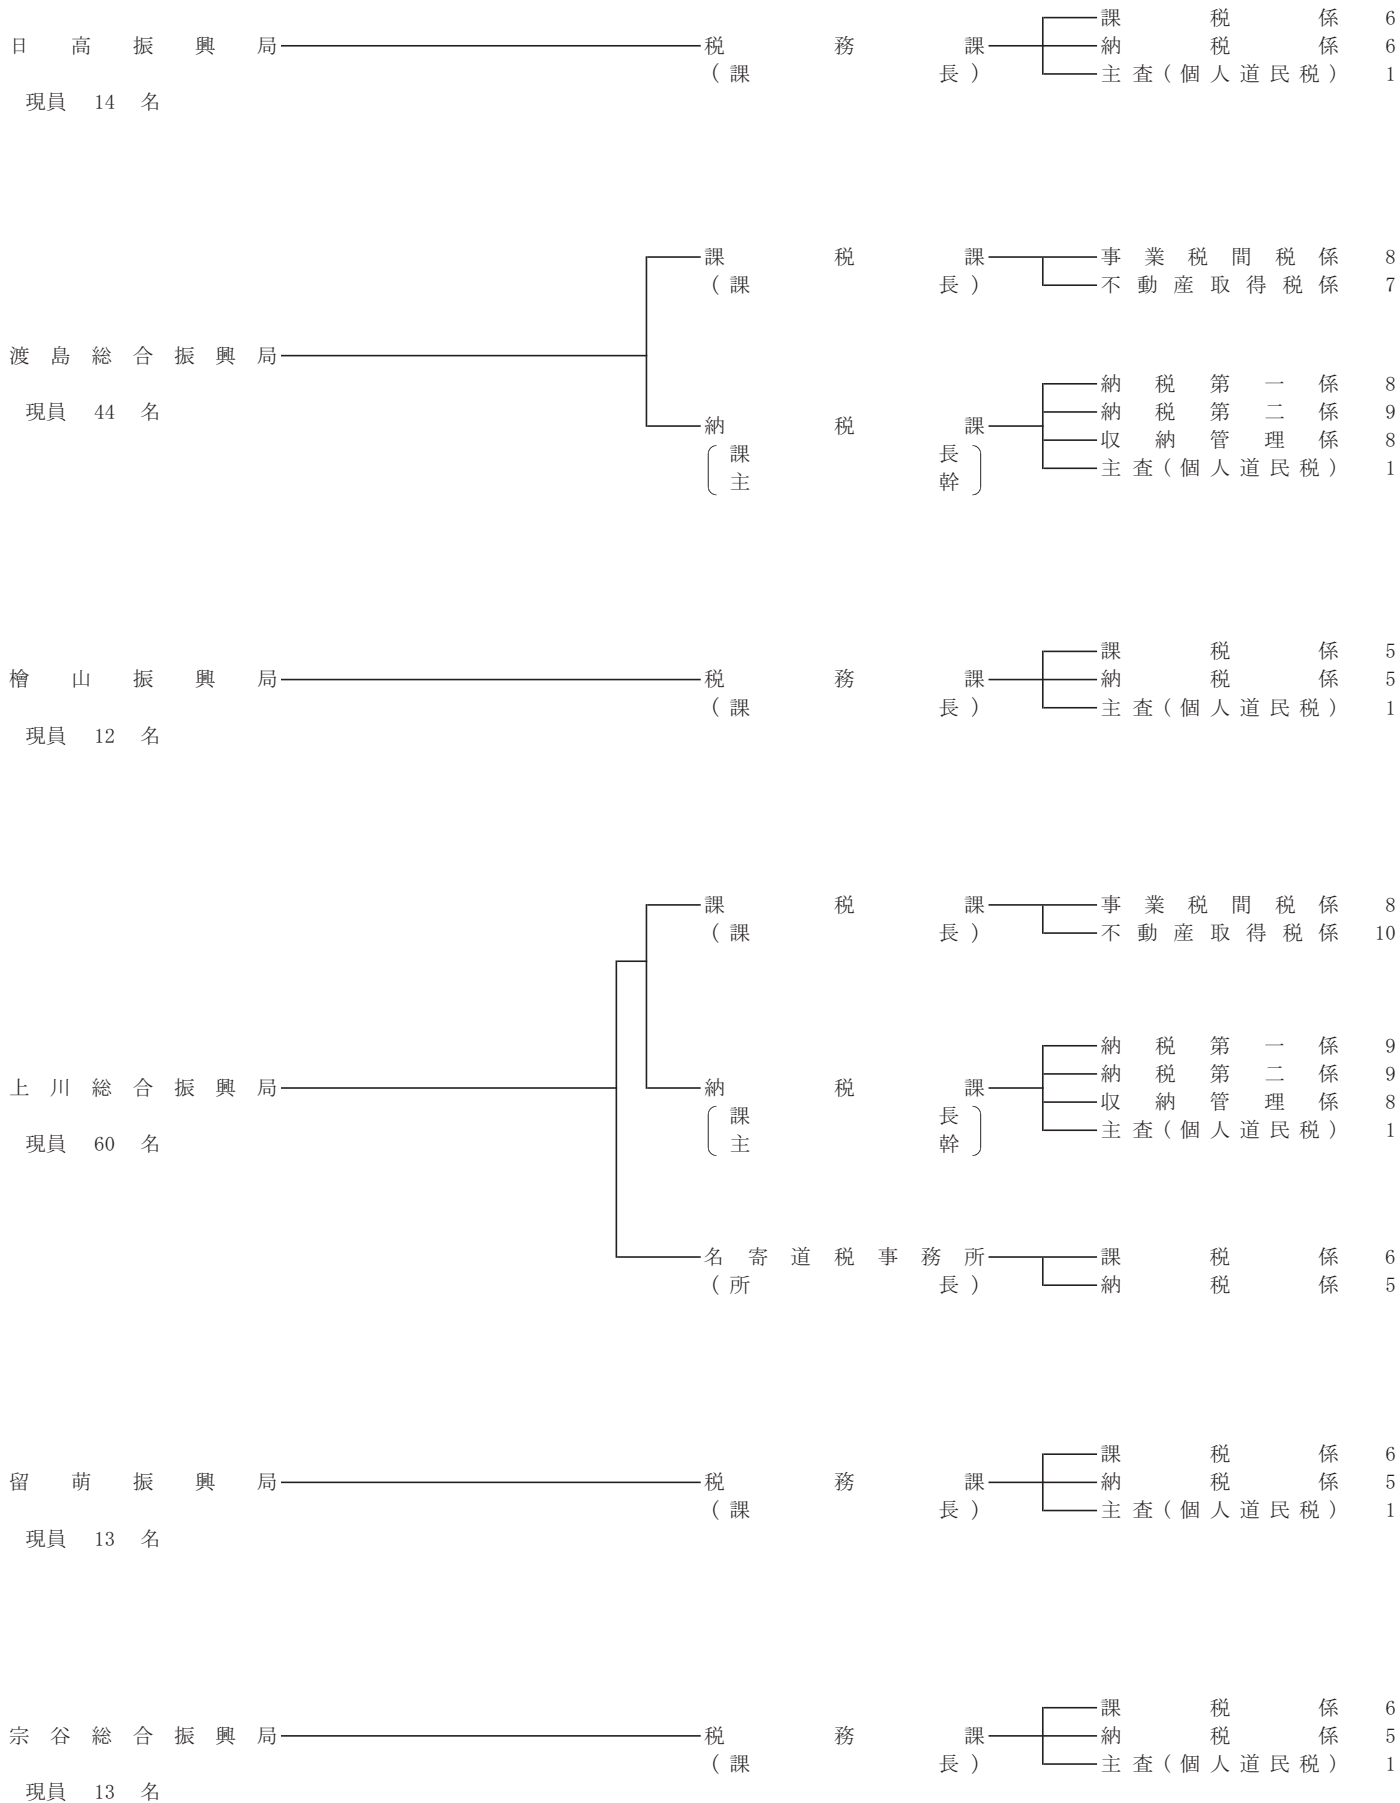 課税係 6
日高振興局 税務課 納税係 6
(課長) 主査(個人道民税) 1
現員 14 名
課税課 事業税間税係 8
(課長) 不動産取得税係 7
渡島総合振興局
納税第一係 8
現員 44 名 納税第二係 9
納税課 収納管理係 8
課長 主査(個人道民税) 1
主幹
課税係 5
檜山振興局 税務課 納税係 5
(課長) 主査(個人道民税) 1
現員 12 名
課税課 事業税間税係 8
(課長) 不動産取得税係 10
納税第一係 9
納税第二係 9
上川総合振興局 納税課 収納管理係 8
課長 主査(個人道民税) 1
現員 60 名 主幹
名寄道税事務所 課税係 6
(所長) 納税係 5
課税係 6
留萌振興局 税務課 納税係 5
(課長) 主査(個人道民税) 1
現員 13 名
課税係 6
宗谷総合振興局 税務課 納税係 5
(課長) 主査(個人道民税) 1
現員 13 名